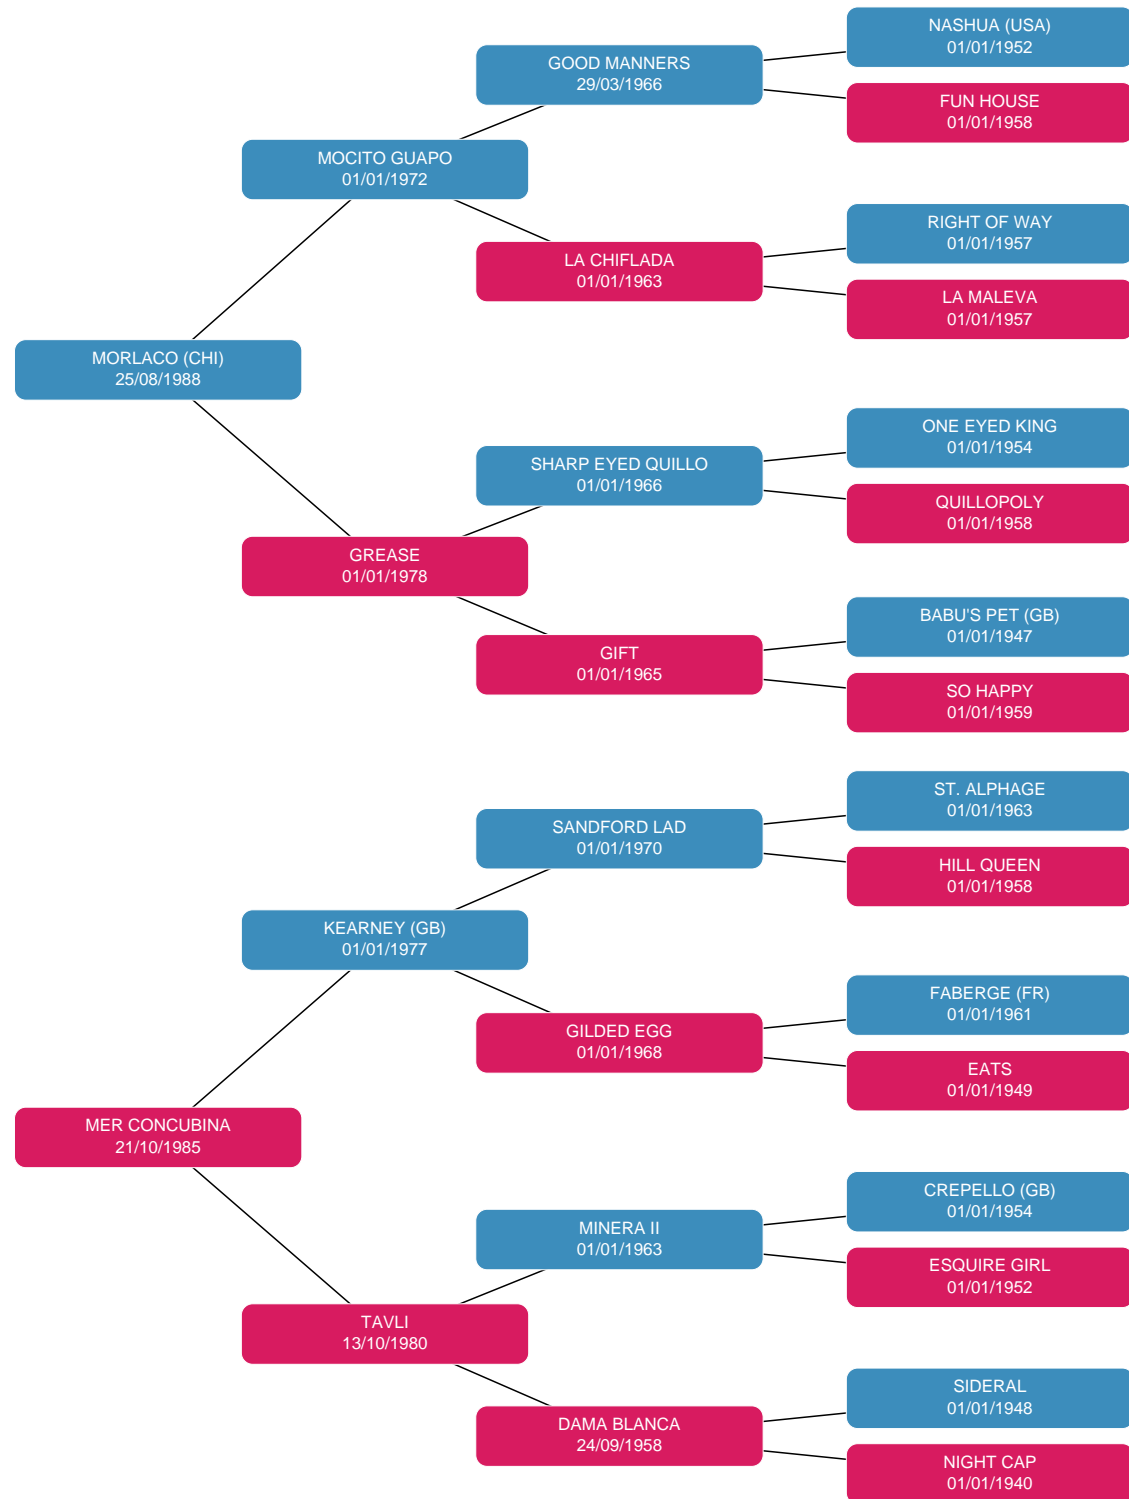 NASHUA (USA)
01/01/1952
GOOD MANNERS
29/03/1966
FUN HOUSE
01/01/1958
MOCITO GUAPO
01/01/1972
RIGHT OF WAY
01/01/1957
LA CHIFLADA
01/01/1963
LA MALEVA
01/01/1957
MORLACO (CHI)
25/08/1988
ONE EYED KING
01/01/1954
SHARP EYED QUILLO
01/01/1966
QUILLOPOLY
01/01/1958
GREASE
01/01/1978
BABU'S PET (GB)
01/01/1947
GIFT
01/01/1965
SO HAPPY
01/01/1959
ST. ALPHAGE
01/01/1963
SANDFORD LAD
01/01/1970
HILL QUEEN
01/01/1958
KEARNEY (GB)
01/01/1977
FABERGE (FR)
01/01/1961
GILDED EGG
01/01/1968
EATS
01/01/1949
MER CONCUBINA
21/10/1985
CREPELLO (GB)
01/01/1954
MINERA II
01/01/1963
ESQUIRE GIRL
01/01/1952
TAVLI
13/10/1980
SIDERAL
01/01/1948
DAMA BLANCA
24/09/1958
NIGHT CAP
01/01/1940